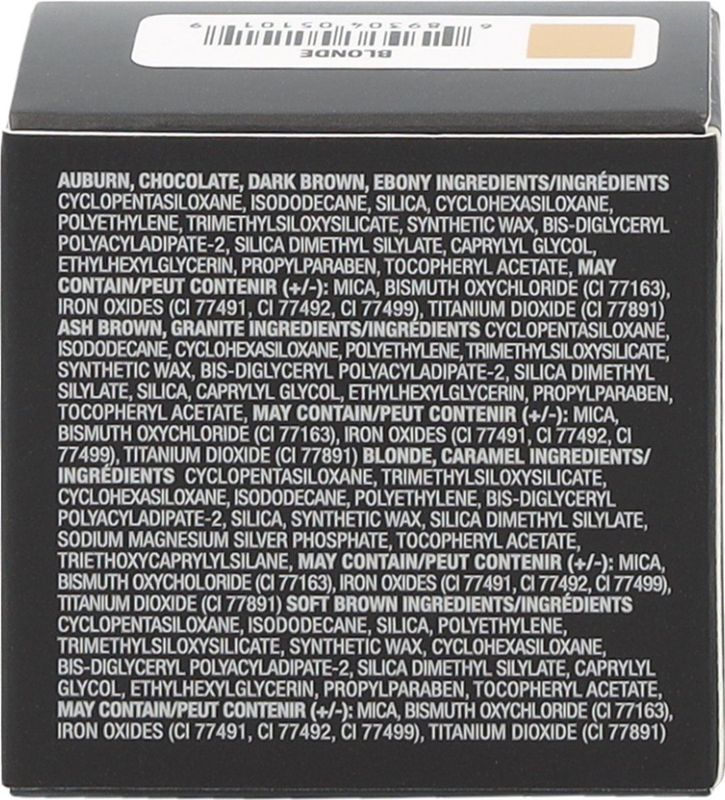 BLONDE
6 89304 05101 9
AUBURN, CHOCOLATE, DARK BROWN, EBONY INGREDIENTS/INGRÉDIENTS
CYCLOPENTASILOXANE, ISODODECANE, SILICA, CYCLOHEXASILOXANE,
POLYETHYLENE, TRIMETHYLSILOXYSILICATE, SYNTHETIC WAX, BIS-DIGLYCERYL
POLYACYLADIPATE-2, SILICA DIMETHYL SILYLATE, CAPRYLYL GLYCOL,
ETHYLHEXYLGLYCERIN, PROPYLPARABEN, TOCOPHERYL ACETATE, MAY
CONTAIN/PEUT CONTENIR (+/-): MICA, BISMUTH OXYCHLORIDE (CI 77163),
IRON OXIDES (CI 77491, CI 77492, CI 77499), TITANIUM DIOXIDE (CI 77891)
ASH BROWN, GRANITE INGREDIENTS/INGRÉDIENTS CYCLOPENTASILOXANE,
ISODODECANE, CYCLOHEXASILOXANE, POLYETHYLENE, TRIMETHYLSILOXYSILICATE,
SYNTHETIC WAX, BIS-DIGLYCERYL POLYACYLADIPATE-2, SILICA DIMETHYL
SILYLATE, SILICA, CAPRYLYL GLYCOL, ETHYLHEXYLGLYCERIN, PROPYLPARABEN,
TOCOPHERYL ACETATE, MAY CONTAIN/PEUT CONTENIR (+/-): MICA,
BISMUTH OXYCHLORIDE (CI 77163), IRON OXIDES (CI 77491, CI 77492, CI
77499), TITANIUM DIOXIDE (CI 77891) BLONDE, CARAMEL INGREDIENTS/
INGRÉDIENTS CYCLOPENTASILOXANE, TRIMETHYLSILOXYSILICATE,
CYCLOHEXASILOXANE, ISODODECANE, POLYETHYLENE, BIS-DIGLYCERYL
POLYACYLADIPATE-2, SILICA, SYNTHETIC WAX, SILICA DIMETHYL SILYLATE,
SODIUM MAGNESIUM SILVER PHOSPHATE, TOCOPHERYL ACETATE,
TRIETHOXYCAPRYLYLSILANE, MAY CONTAIN/PEUT CONTENIR (+/-): MICA,
BISMUTH OXYCHOLORIDE (CI 77163), IRON OXIDES (CI 77491, CI 77492, CI 77499),
TITANIUM DIOXIDE (CI 77891) SOFT BROWN INGREDIENTS/INGRÉDIENTS
CYCLOPENTASILOXANE, ISODODECANE, SILICA, POLYETHYLENE,
TRIMETHYLSILOXYSILICATE, SYNTHETIC WAX, CYCLOHEXASILOXANE,
BIS-DIGLYCERYL POLYACYLADIPATE-2, SILICA DIMETHYL SILYLATE, CAPRYLYL
GLYCOL, ETHYLHEXYLGLYCERIN, PROPYLPARABEN, TOCOPHERYL ACETATE,
MAY CONTAIN/PEUT CONTENIR (+/-): MICA, BISMUTH OXYCHLORIDE (CI 77163),
IRON OXIDES (CI 77491, CI 77492, CI 77499), TITANIUM DIOXIDE (CI 77891)